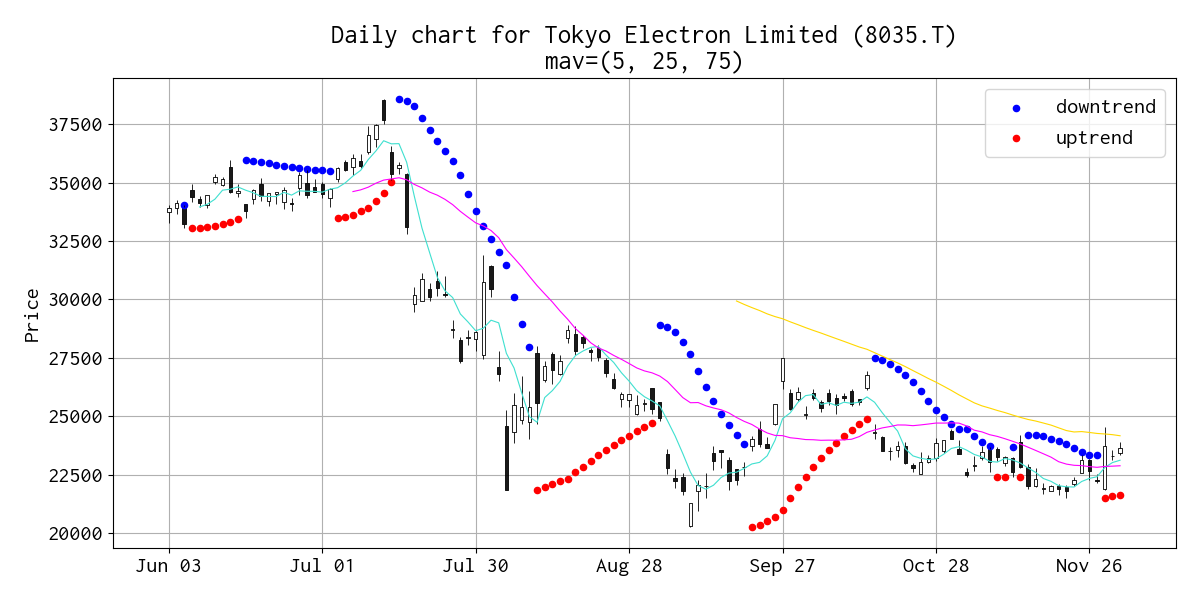 Daily chart for Tokyo Electron Limited (8035.T)
mav=(5, 25, 75)
downtrend
uptrend
Price
37500
35000
32500
30000
27500
25000
22500
20000
Jun 03
Jul 01
Jul 30
Aug 28
Sep 27
Oct 28
Nov 26